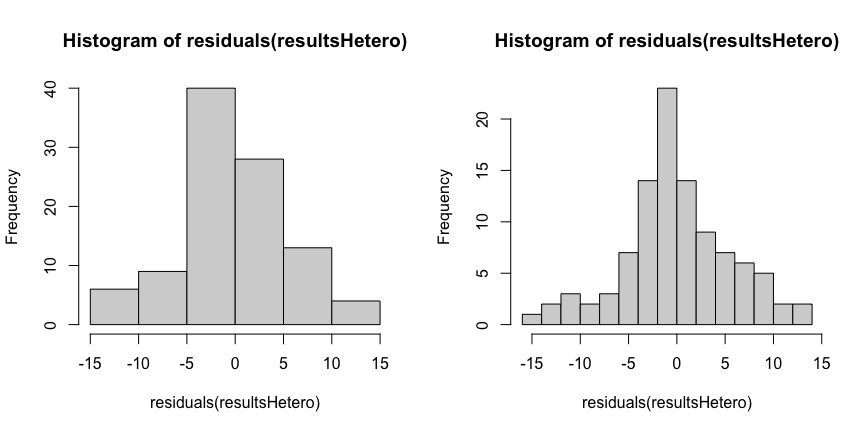 Histogram of residuals(resultsHetero)
Frequency
0
10
20
30
40
-15 -10 -5 0 5 10 15
residuals(resultsHetero)
Histogram of residuals(resultsHetero)
Frequency
0
5
10
15
20
-15 -10 -5 0 5 10 15
residuals(resultsHetero)